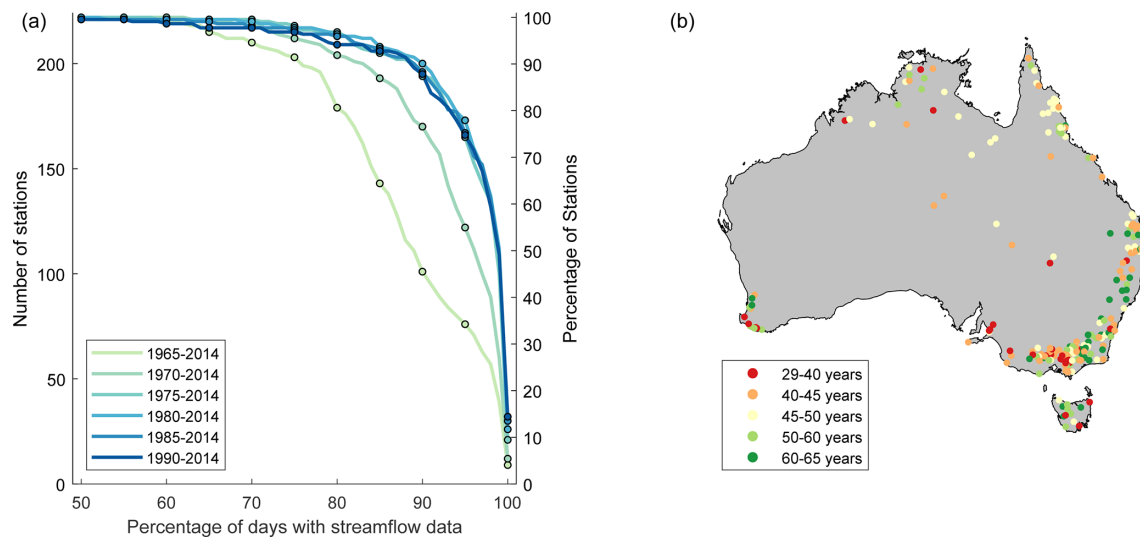 (a)
(b)
Number of stations
200
150
100
50
0
100
90
80
70
60
50
40
30
20
10
0
Percentage of Stations
1965-2014
1970-2014
1975-2014
1980-2014
1985-2014
1990-2014
50
60
70
80
90
100
Percentage of days with streamflow data
29-40 years
40-45 years
45-50 years
50-60 years
60-65 years